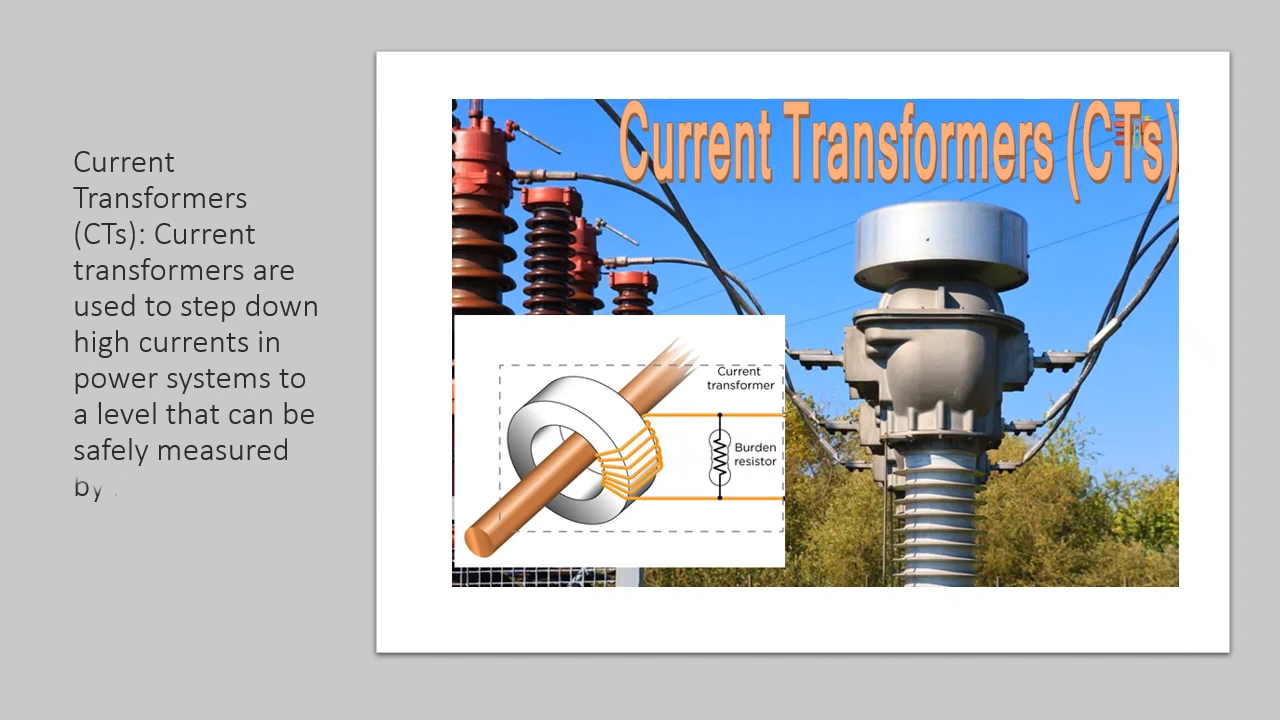 Current
Transformers
(CTs): Current
transformers are
used to step down
high currents in
power systems to
a level that can be
safely measured
by
Current Transformers (CTs)
Current
transformer
Burden
resistor